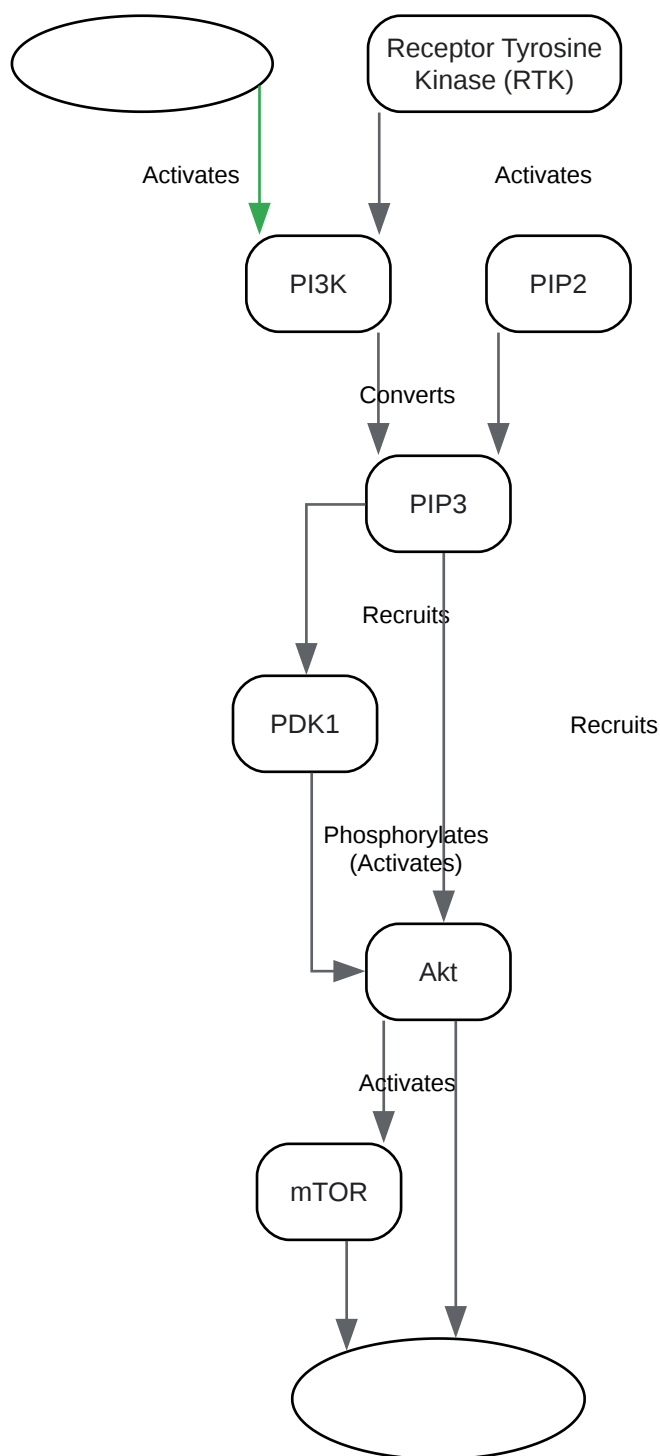 Receptor Tyrosine
Kinase (RTK)
Activates
Activates
PI3K
PIP2
Converts
PIP3
Recruits
PDK1
Recruits
Phosphorylates
(Activates)
Akt
Activates
mTOR